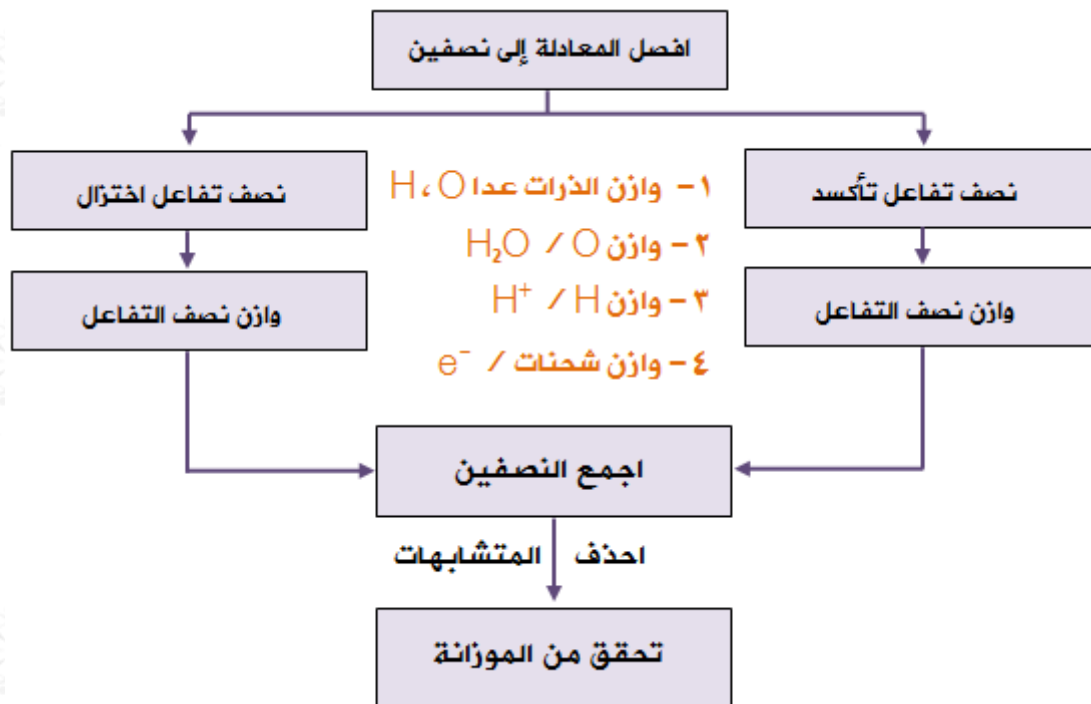 افصل المعادلة إلى نصفين
نصف تفاعل تأكسد
نصف تفاعل اختزال
١- وازن الذرات عدا H، O
٢- وازن H₂O / O
٣- وازن H⁺ / H
٤- وازن شحنات / e⁻
وازن نصف التفاعل
وازن نصف التفاعل
اجمع النصفين
احذف المتشابهات
تحقق من الموزانة